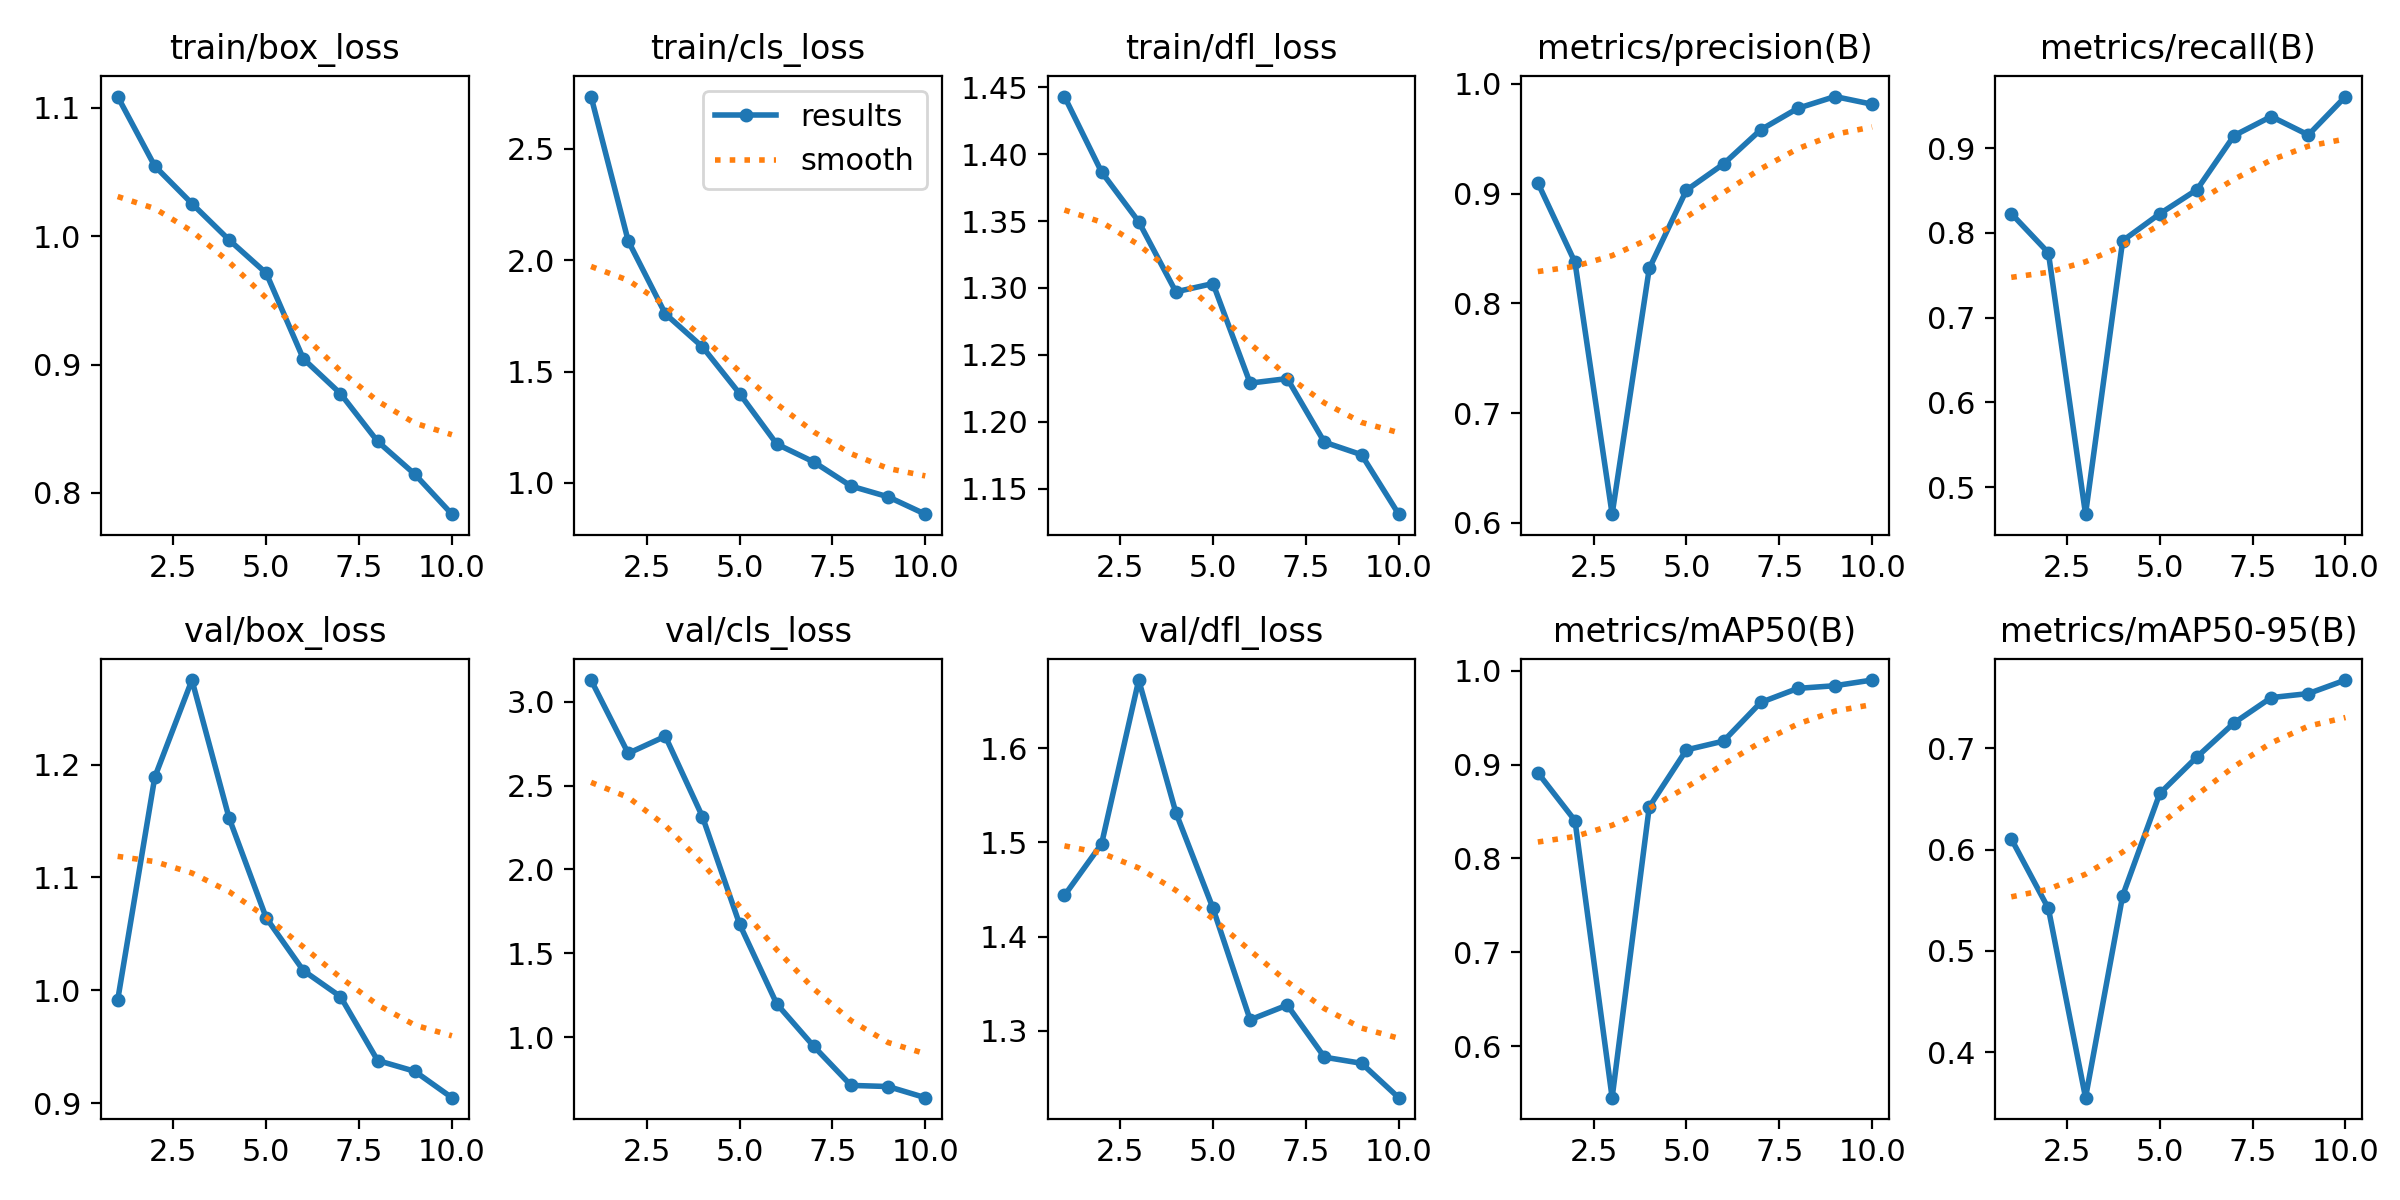 train/box_loss
1.1
1.0
0.9
0.8
2.5 5.0 7.5 10.0
train/cls_loss
results
smooth
2.5
2.0
1.5
1.0
2.5 5.0 7.5 10.0
train/dfl_loss
1.45
1.40
1.35
1.30
1.25
1.20
1.15
2.5 5.0 7.5 10.0
metrics/precision(B)
1.0
0.9
0.8
0.7
0.6
2.5 5.0 7.5 10.0
metrics/recall(B)
0.9
0.8
0.7
0.6
0.5
2.5 5.0 7.5 10.0
val/box_loss
1.2
1.1
1.0
0.9
2.5 5.0 7.5 10.0
val/cls_loss
3.0
2.5
2.0
1.5
1.0
2.5 5.0 7.5 10.0
val/dfl_loss
1.6
1.5
1.4
1.3
2.5 5.0 7.5 10.0
metrics/mAP50(B)
1.0
0.9
0.8
0.7
0.6
2.5 5.0 7.5 10.0
metrics/mAP50-95(B)
0.7
0.6
0.5
0.4
2.5 5.0 7.5 10.0